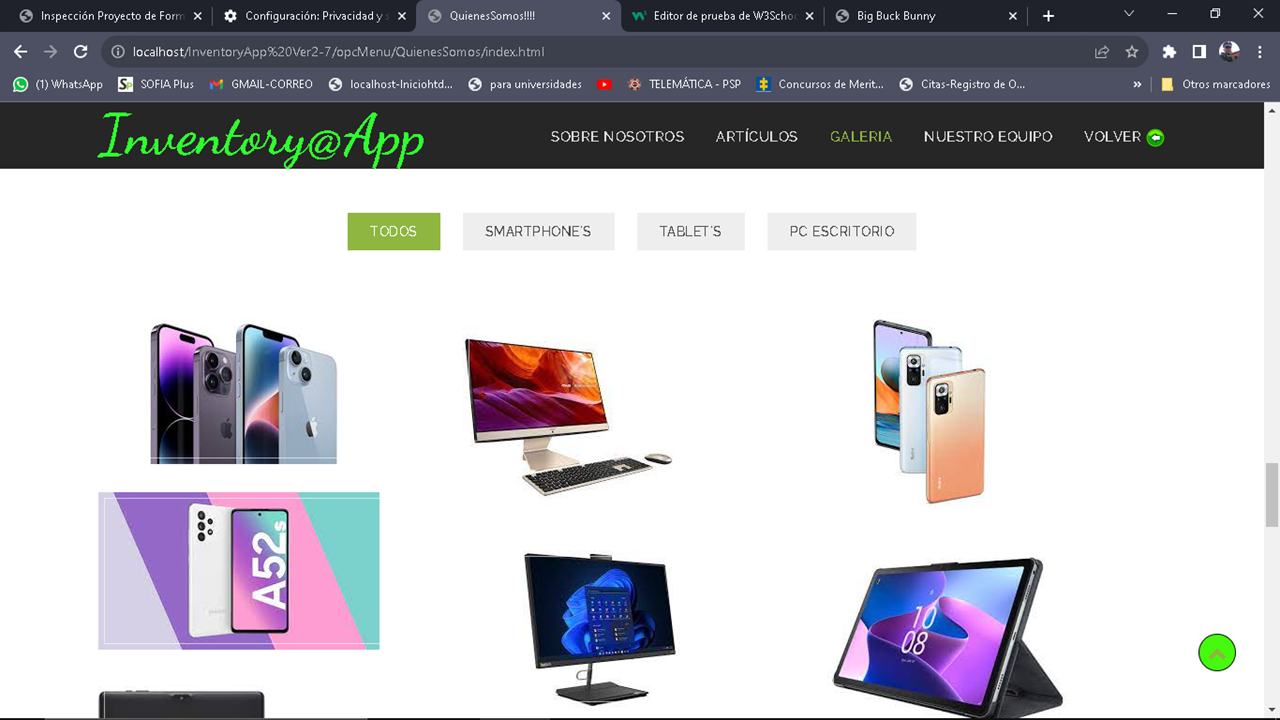 Inspección Proyecto de Form
Configuración: Privacidad y s
QuienesSomos!!!!
Editor de prueba de W3Schoo
Big Buck Bunny
localhost/InventoryApp%20Ver2-7/opcMenu/QuienesSomos/index.html
(1) WhatsApp
SOFIA Plus
GMAIL-CORREO
localhost-Iniciohtd...
para universidades
TELEMÁTICA - PSP
Concursos de Merit...
Citas-Registro de O...
»
Otros marcadores
Inventory@App
SOBRE NOSOTROS
ARTÍCULOS
GALERIA
NUESTRO EQUIPO
VOLVER
TODOS
SMARTPHONE'S
TABLET'S
PC ESCRITORIO
A52s
10
08